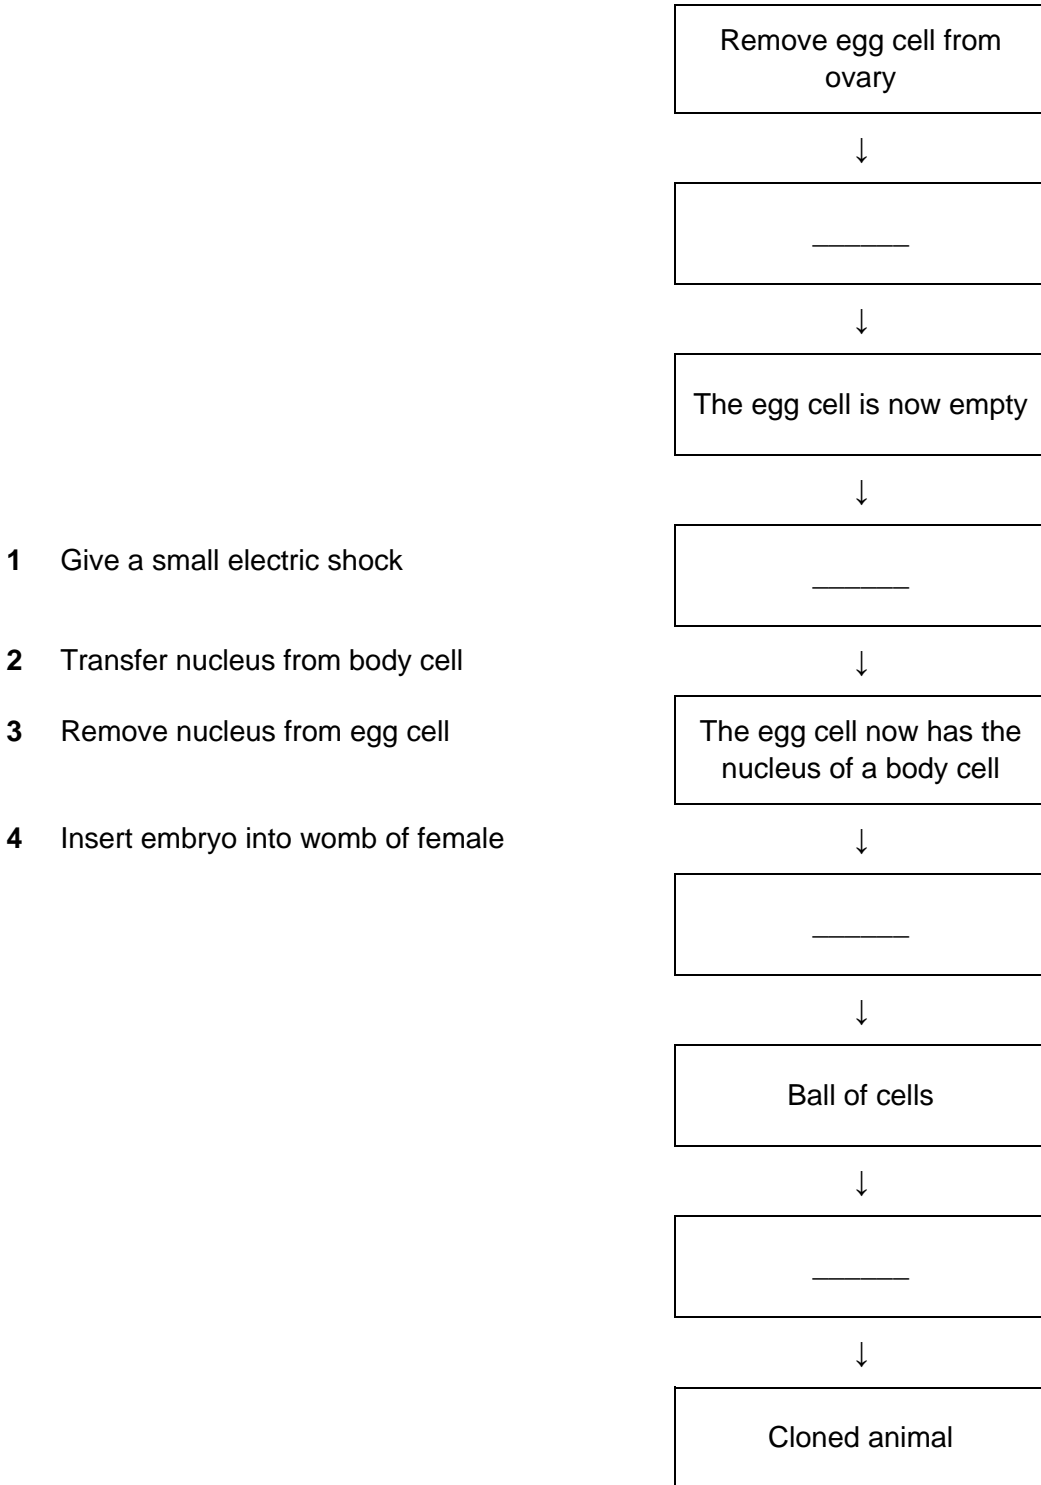 Remove egg cell from
ovary
↓
______
↓
The egg cell is now empty
↓
______
1 Give a small electric shock
2 Transfer nucleus from body cell
↓
3 Remove nucleus from egg cell
The egg cell now has the
nucleus of a body cell
4 Insert embryo into womb of female
↓
______
↓
Ball of cells
↓
______
↓
Cloned animal